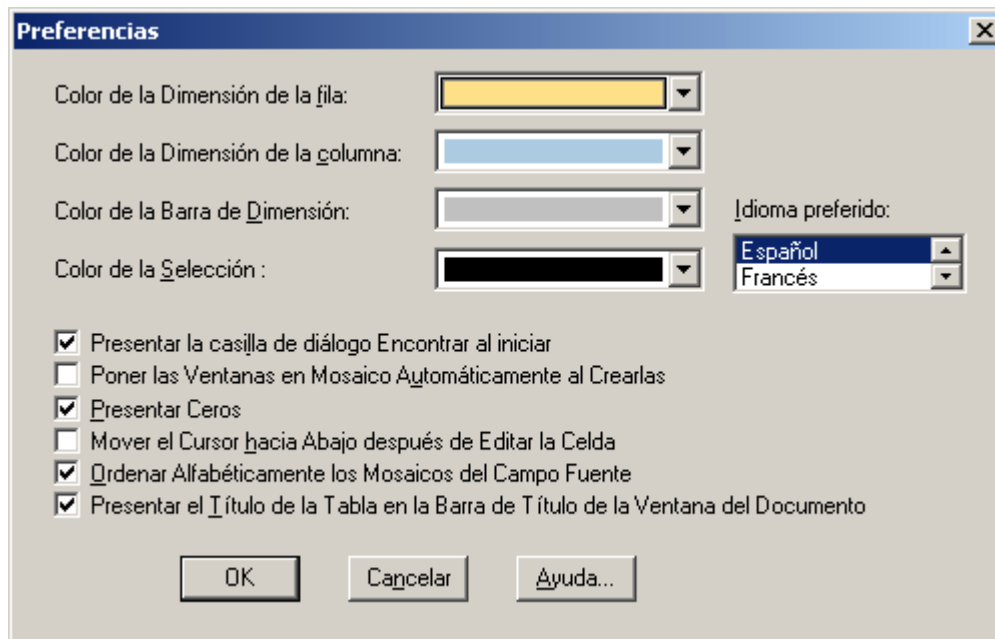 Preferencias
Color de la Dimensión de la fila:
Color de la Dimensión de la columna:
Color de la Barra de Dimensión:
Idioma preferido:
Color de la Selección :
Español
Francés
Presentar la casilla de diálogo Encontrar al iniciar
Poner las Ventanas en Mosaico Automáticamente al Crearlas
Presentar Ceros
Mover el Cursor hacia Abajo después de Editar la Celda
Ordenar Alfabéticamente los Mosaicos del Campo Fuente
Presentar el Título de la Tabla en la Barra de Título de la Ventana del Documento
OK Cancelar Ayuda...